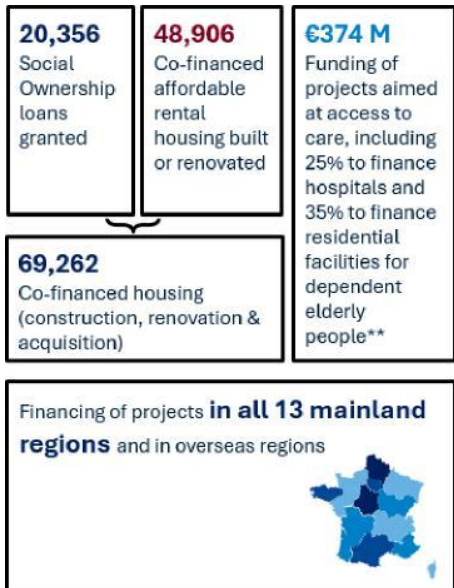 20,356
Social
Ownership
loans
granted
48,906
Co-financed
affordable
rental
housing built
or renovated
€374 M
Funding of
projects aimed
at access to
care, including
25% to finance
hospitals and
35% to finance
residential
facilities for
dependent
elderly
people**
69,262
Co-financed housing
(construction, renovation &
acquisition)
Financing of projects in all 13 mainland
regions and in overseas regions